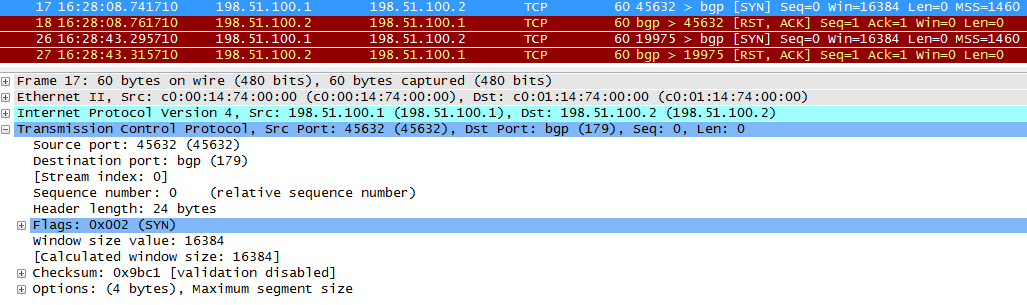 17 16:28:08.741710 198.51.100.1 198.51.100.2 TCP 60 45632 > bgp [SYN] Seq=0 Win=16384 Len=0 MSS=1460
18 16:28:08.761710 198.51.100.2 198.51.100.1 TCP 60 bgp > 45632 [RST, ACK] Seq=1 Ack=1 Win=0 Len=0
26 16:28:43.295710 198.51.100.1 198.51.100.2 TCP 60 19975 > bgp [SYN] Seq=0 Win=16384 Len=0 MSS=1460
27 16:28:43.315710 198.51.100.2 198.51.100.1 TCP 60 bgp > 19975 [RST, ACK] Seq=1 Ack=1 Win=0 Len=0
Frame 17: 60 bytes on wire (480 bits), 60 bytes captured (480 bits)
Ethernet II, Src: c0:00:14:74:00:00 (c0:00:14:74:00:00), Dst: c0:01:14:74:00:00 (c0:01:14:74:00:00)
Internet Protocol Version 4, Src: 198.51.100.1 (198.51.100.1), Dst: 198.51.100.2 (198.51.100.2)
Transmission Control Protocol, Src Port: 45632 (45632), Dst Port: bgp (179), Seq: 0, Len: 0
Source port: 45632 (45632)
Destination port: bgp (179)
[Stream index: 0]
Sequence number: 0 (relative sequence number)
Header length: 24 bytes
Flags: 0x002 (SYN)
Window size value: 16384
[Calculated window size: 16384]
Checksum: 0x9bc1 [validation disabled]
Options: (4 bytes), Maximum segment size